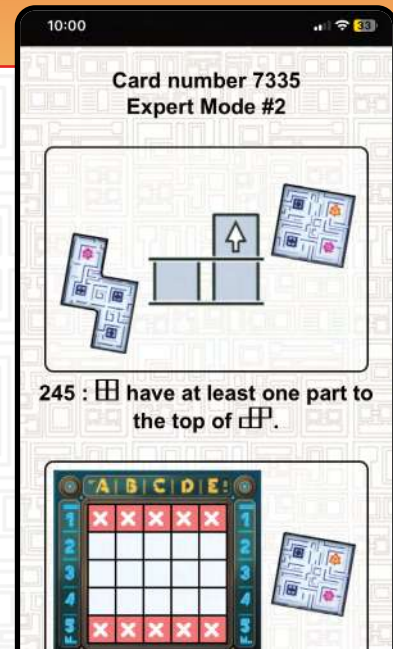 10:00
33
Card number 7335
Expert Mode #2
245 : have at least one part to
the top of .
A B C D E
1 1
2 2
3 3
4 4
5 5